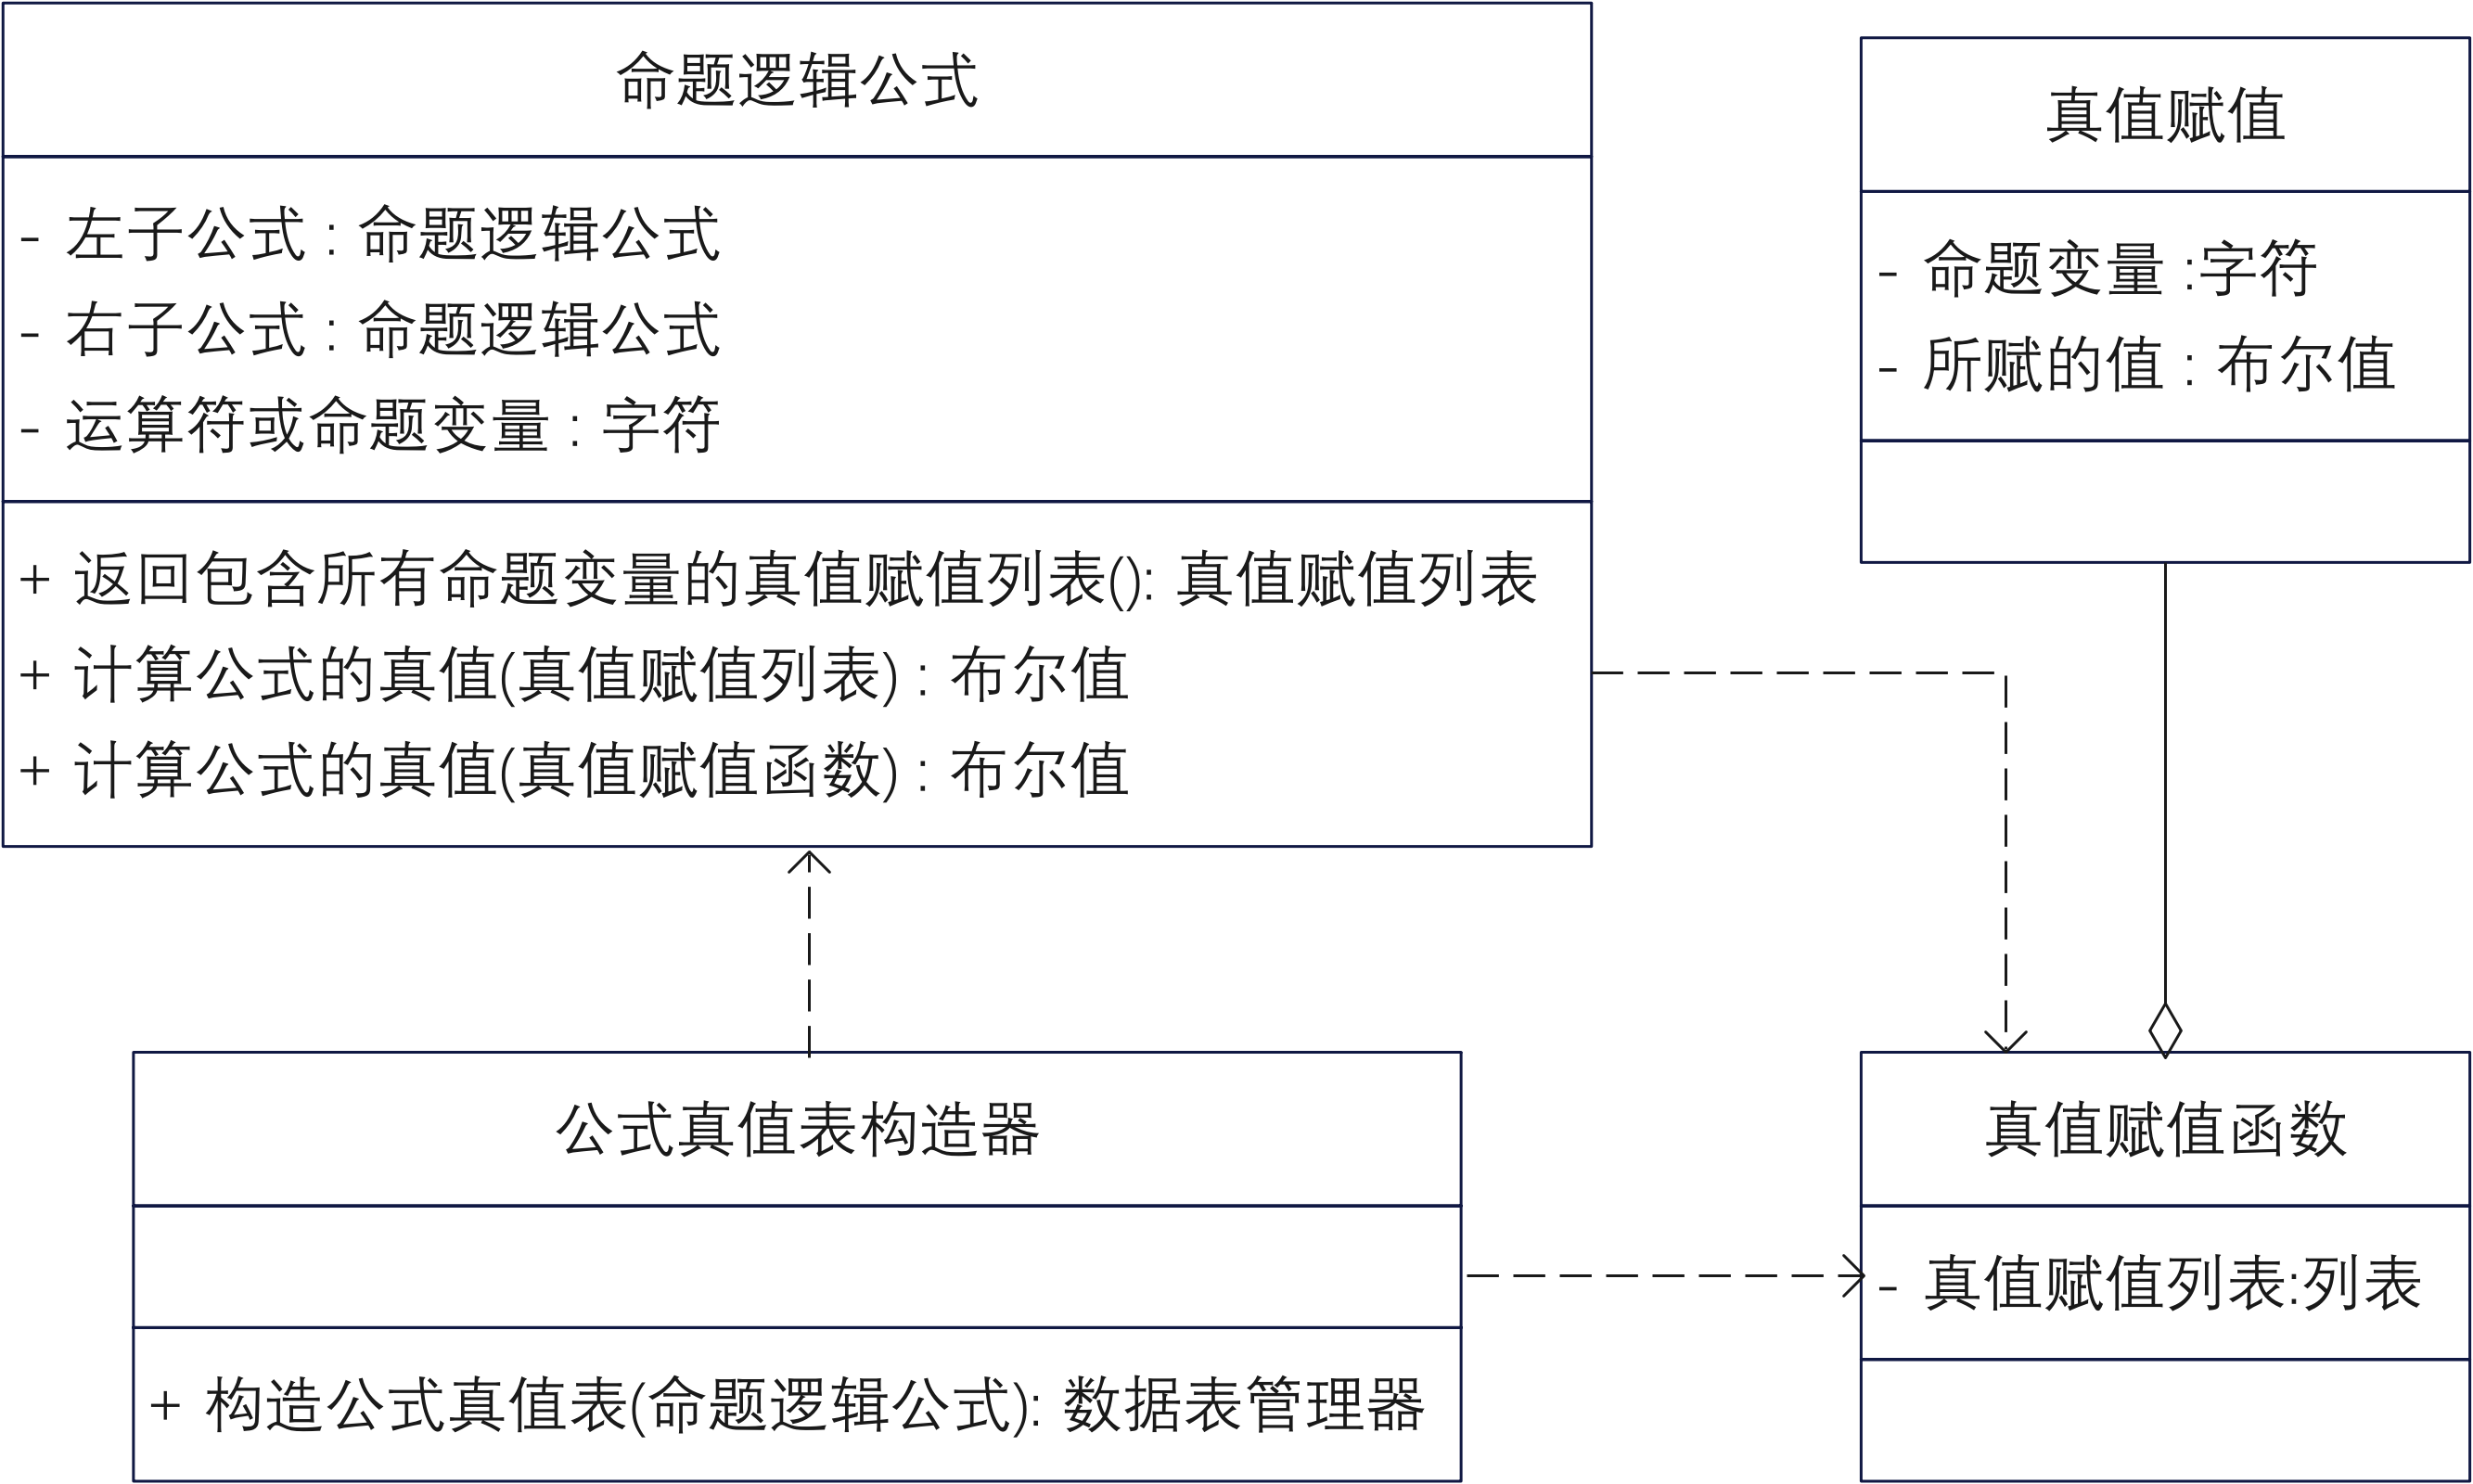 命题逻辑公式
- 左子公式 : 命题逻辑公式
- 右子公式 : 命题逻辑公式
- 运算符或命题变量 : 字符
+ 返回包含所有命题变量的真值赋值列表(): 真值赋值列表
+ 计算公式的真值(真值赋值列表) : 布尔值
+ 计算公式的真值(真值赋值函数) : 布尔值
真值赋值
- 命题变量 :字符
- 所赋的值 : 布尔值
公式真值表构造器
+ 构造公式真值表(命题逻辑公式): 数据表管理器
真值赋值函数
- 真值赋值列表:列表